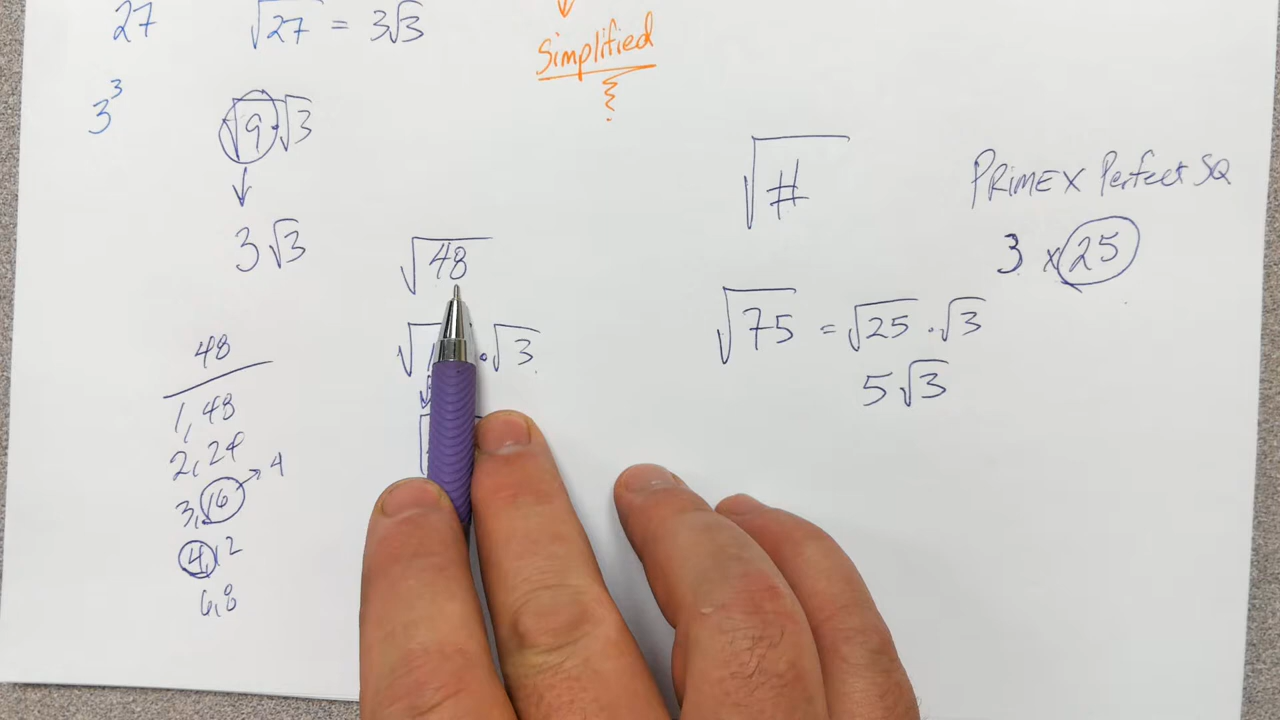 27
√27 = 3√3
Simplified
3³
√9 · √3
3√3
√#
PRIME X Perfect SQ
3 x 25
√48
√75 = √25 · √3
5√3
· √3
48
1, 48
2, 24
3, 16 → 4
4, 12
6, 8